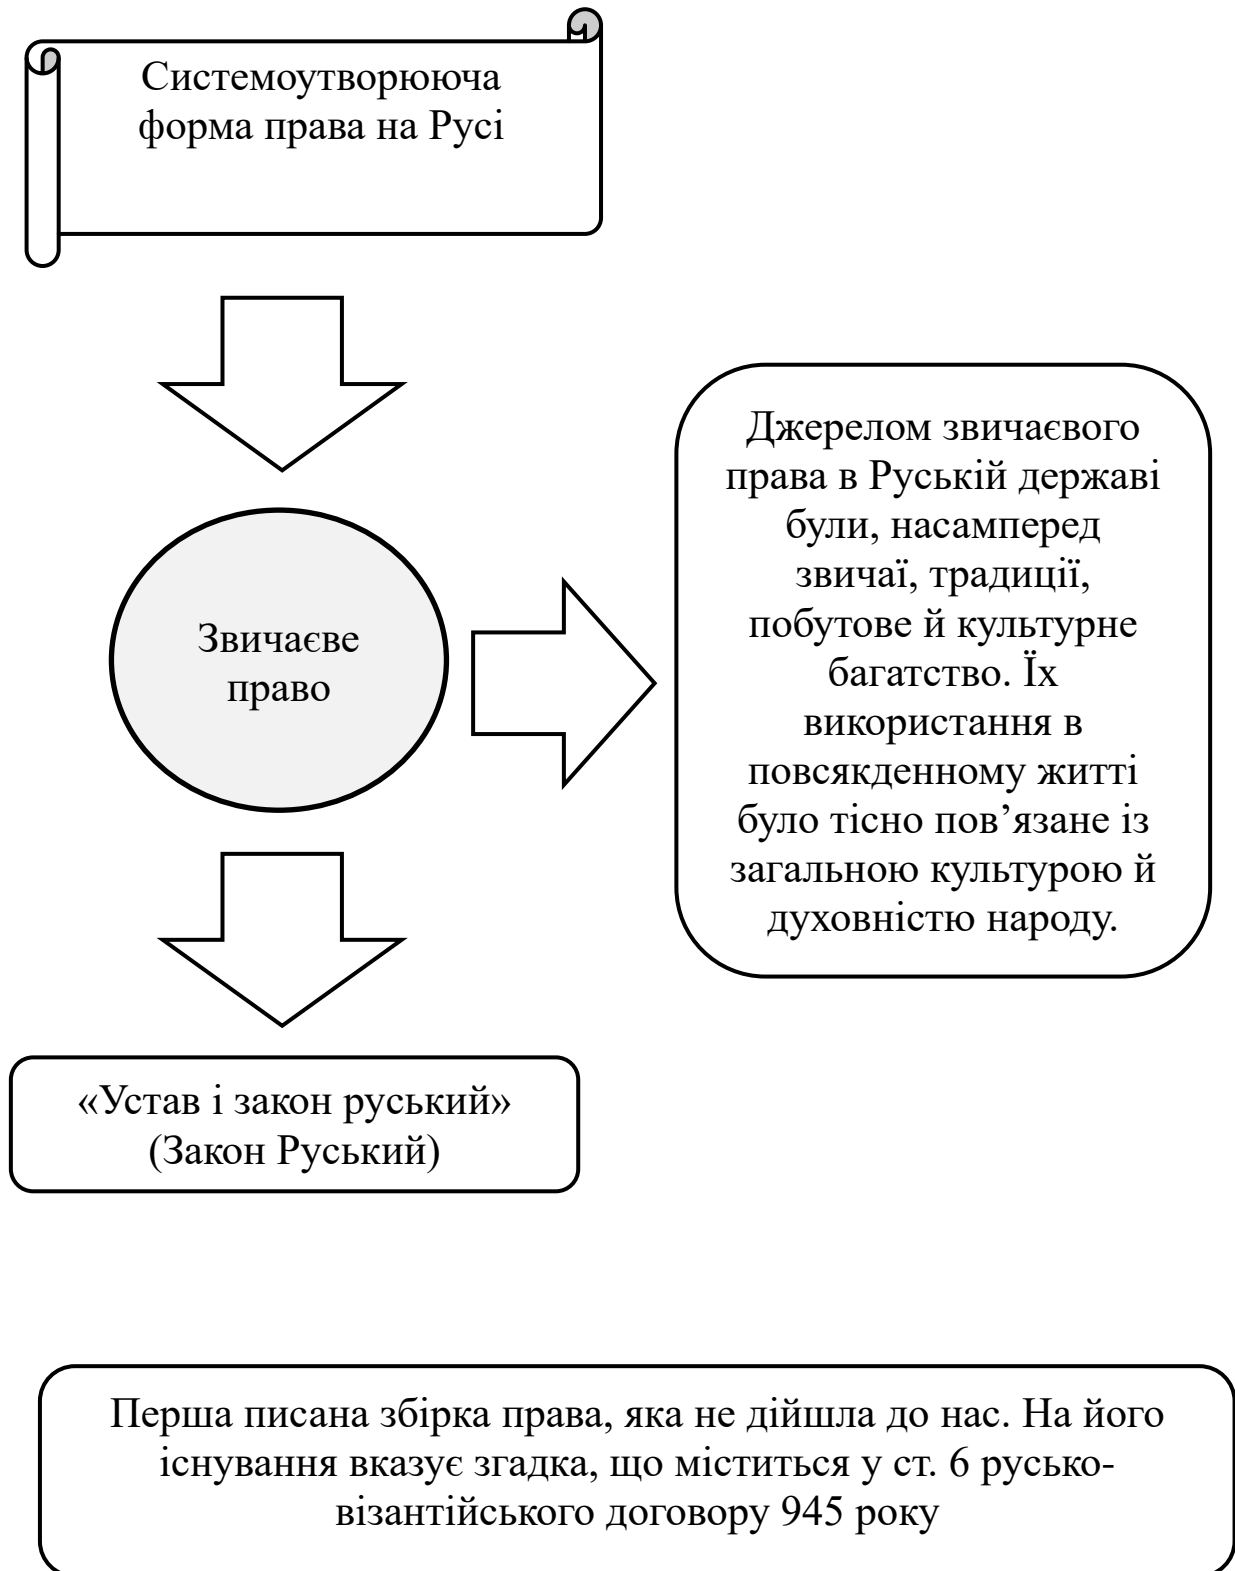 Системоутворююча
форма права на Русі
Звичаєве
право
Джерелом звичаєвого
права в Руській державі
були, насамперед
звичаї, традиції,
побутове й культурне
багатство. Їх
використання в
повсякденному житті
було тісно пов’язане із
загальною культурою й
духовністю народу.
«Устав і закон руський»
(Закон Руський)
Перша писана збірка права, яка не дійшла до нас. На його
існування вказує згадка, що міститься у ст. 6 русько-
візантійського договору 945 року